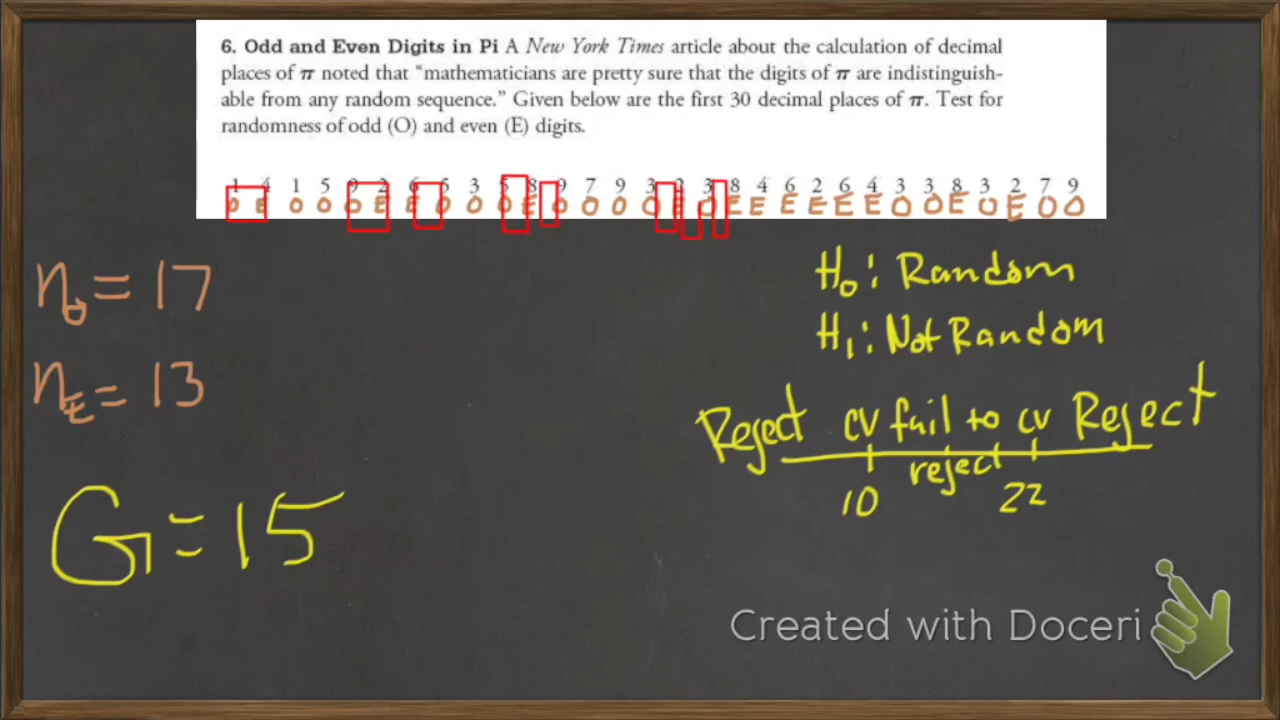 6. Odd and Even Digits in Pi A New York Times article about the calculation of decimal
places of π noted that "mathematicians are pretty sure that the digits of π are indistinguish-
able from any random sequence." Given below are the first 30 decimal places of π. Test for
randomness of odd (O) and even (E) digits.
1 4 1 5 9 2 6 5 3 5 8 9 7 9 3 2 3 8 4 6 2 6 4 3 3 8 3 2 7 9
O E O O O E E O O O E O O O O E O E E E E E E O O E O E O O
n₀ = 17
H₀: Random
H₁: Not Random
n_E = 13
Reject CV fail to CV Reject
reject
10 22
G = 15
Created with Doceri